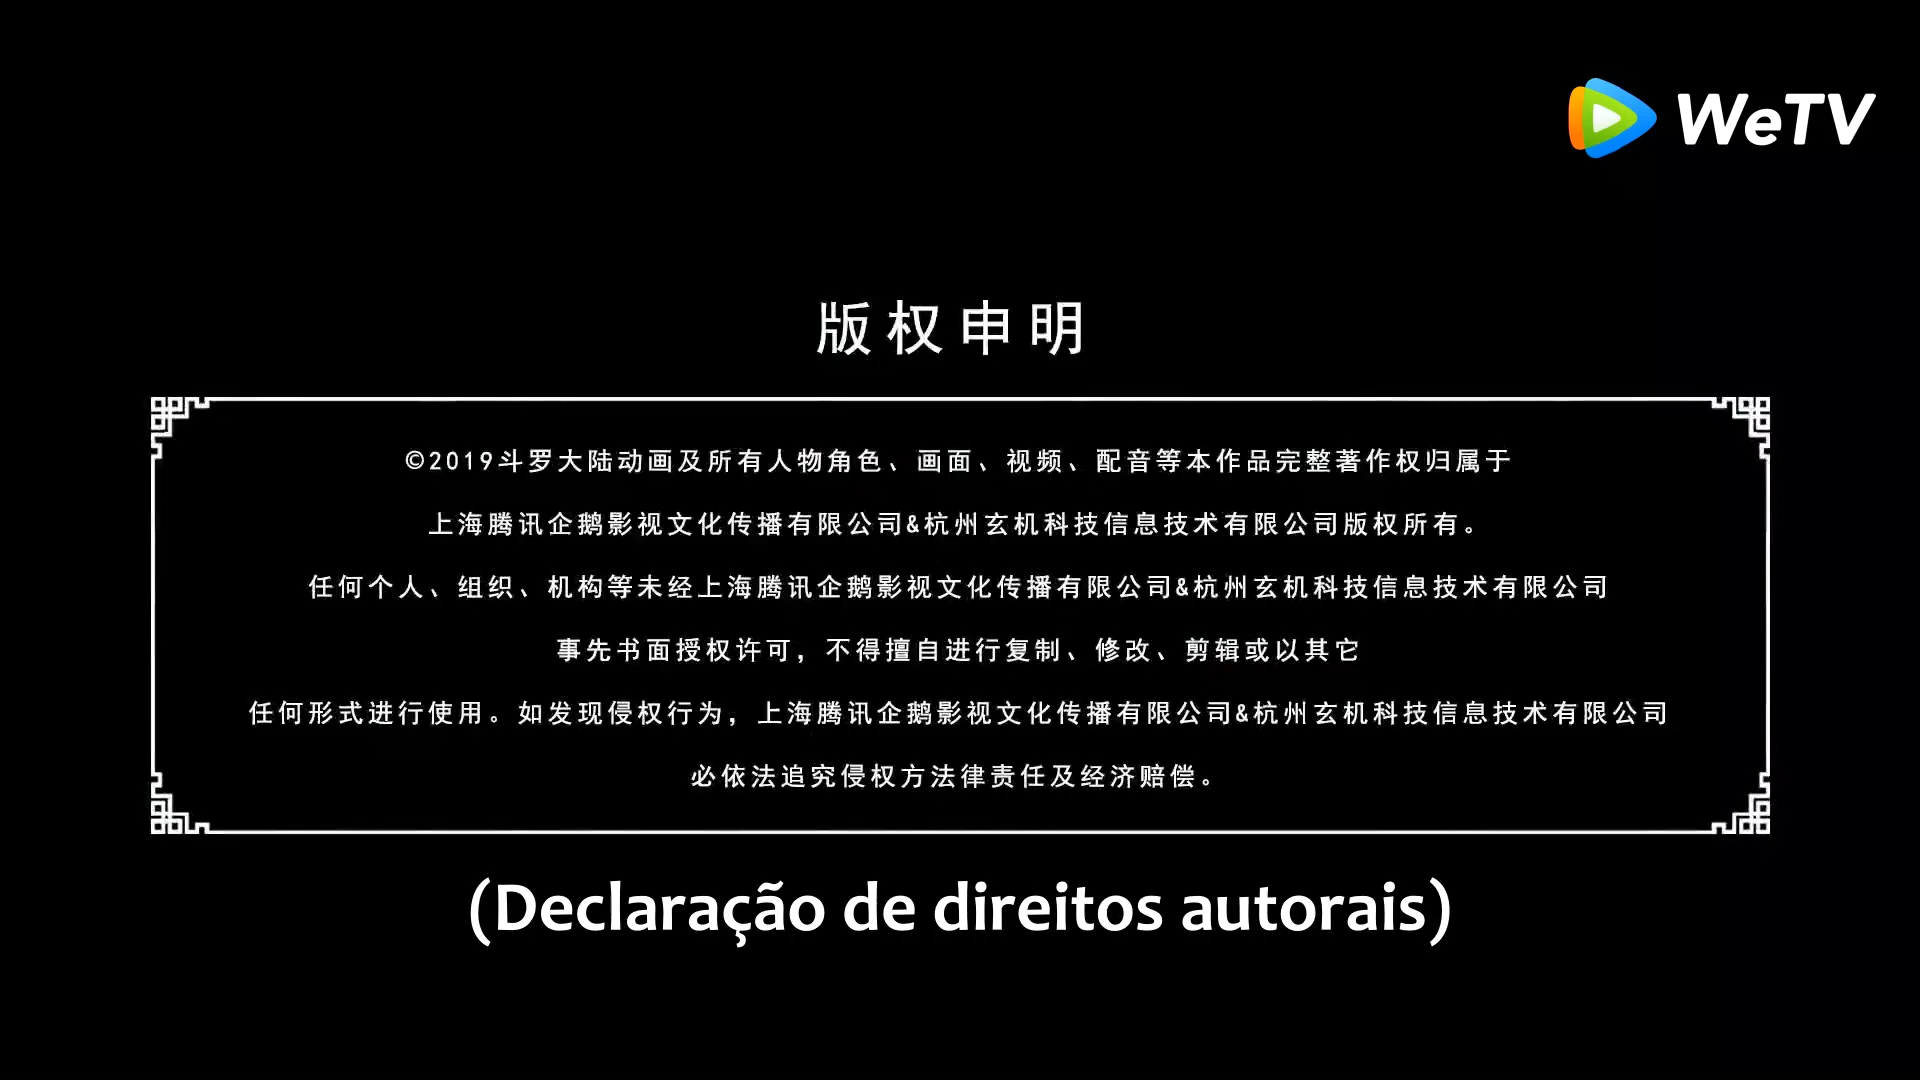 WeTV
版权申明
©2019斗罗大陆动画及所有人物角色、画面、视频、配音等本作品完整著作权归属于
上海腾讯企鹅影视文化传播有限公司&杭州玄机科技信息技术有限公司版权所有。
任何个人、组织、机构等未经上海腾讯企鹅影视文化传播有限公司&杭州玄机科技信息技术有限公司
事先书面授权许可，不得擅自进行复制、修改、剪辑或以其它
任何形式进行使用。如发现侵权行为，上海腾讯企鹅影视文化传播有限公司&杭州玄机科技信息技术有限公司
必依法追究侵权方法律责任及经济赔偿。
(Declaração de direitos autorais)